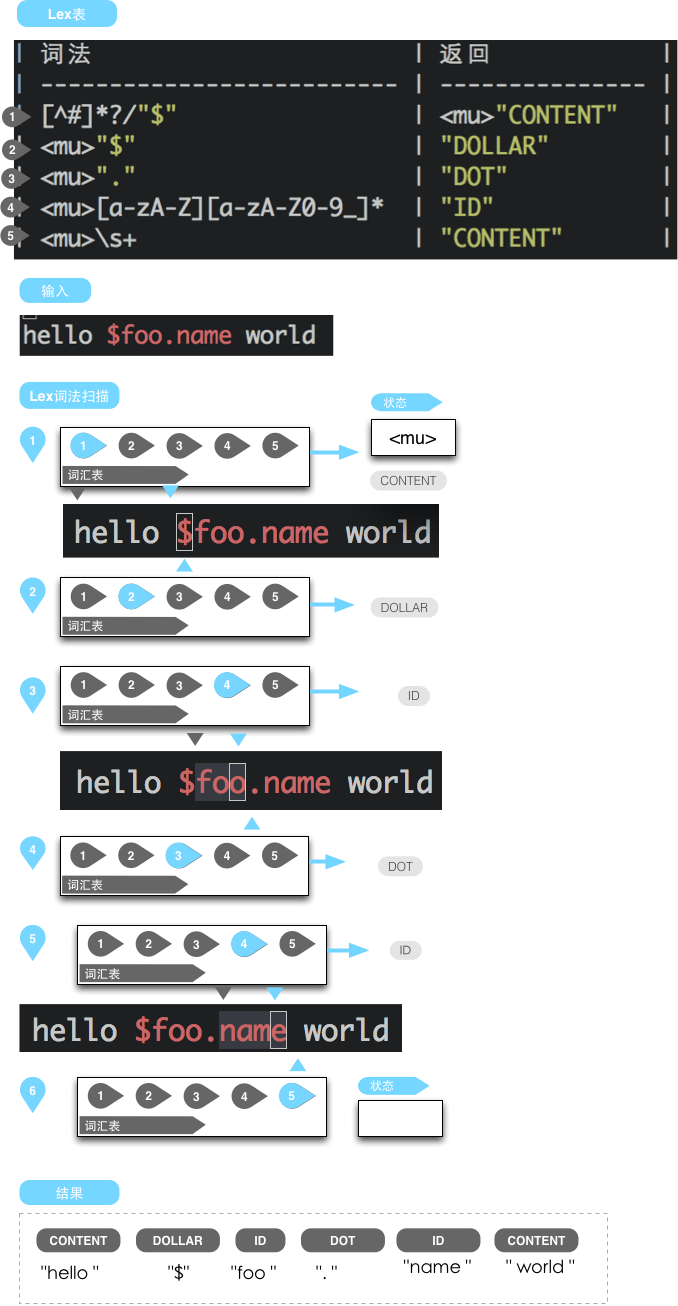 Lex表
| 词法 | 返回 |
| -------------------------- | --------------- |
1 [^#]*?/"$" | <mu>"CONTENT" |
2 <mu>"$" | "DOLLAR" |
3 <mu>"." | "DOT" |
4 <mu>[a-zA-Z][a-zA-Z0-9_]* | "ID" |
5 <mu>\s+ | "CONTENT" |
输入
hello $foo.name world
Lex词法扫描
状态
1 1 2 3 4 5 <mu>
词汇表 CONTENT
hello $foo.name world
2 1 2 3 4 5 DOLLAR
词汇表
3 1 2 3 4 5 ID
词汇表
hello $foo.name world
4 1 2 3 4 5 DOT
词汇表
5 1 2 3 4 5 ID
词汇表
hello $foo.name world
6 1 2 3 4 5 状态
词汇表
结果
CONTENT DOLLAR ID DOT ID CONTENT
"hello " "$" "foo " ". " "name " " world "